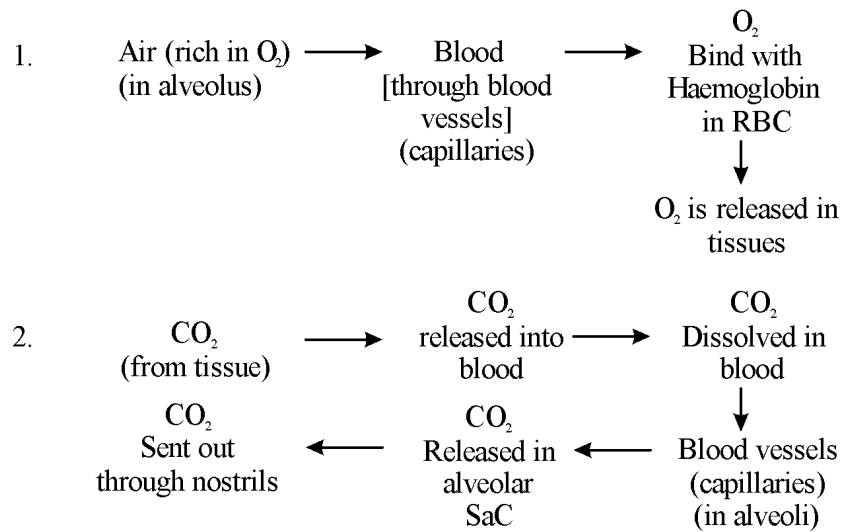 1.
Air (rich in O₂)
(in alveolus)
Blood
[through blood
vessels]
(capillaries)
O₂
Bind with
Haemoglobin
in RBC
O₂ is released in
tissues
2.
CO₂
(from tissue)
CO₂
released into
blood
CO₂
Dissolved in
blood
Blood vessels
(capillaries)
(in alveoli)
CO₂
Released in
alveolar
SaC
CO₂
Sent out
through nostrils